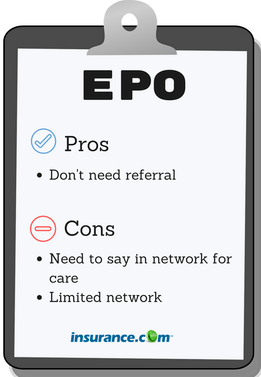 EPO
Pros
Don't need referral
Cons
Need to say in network for
care
Limited network
insurance.com